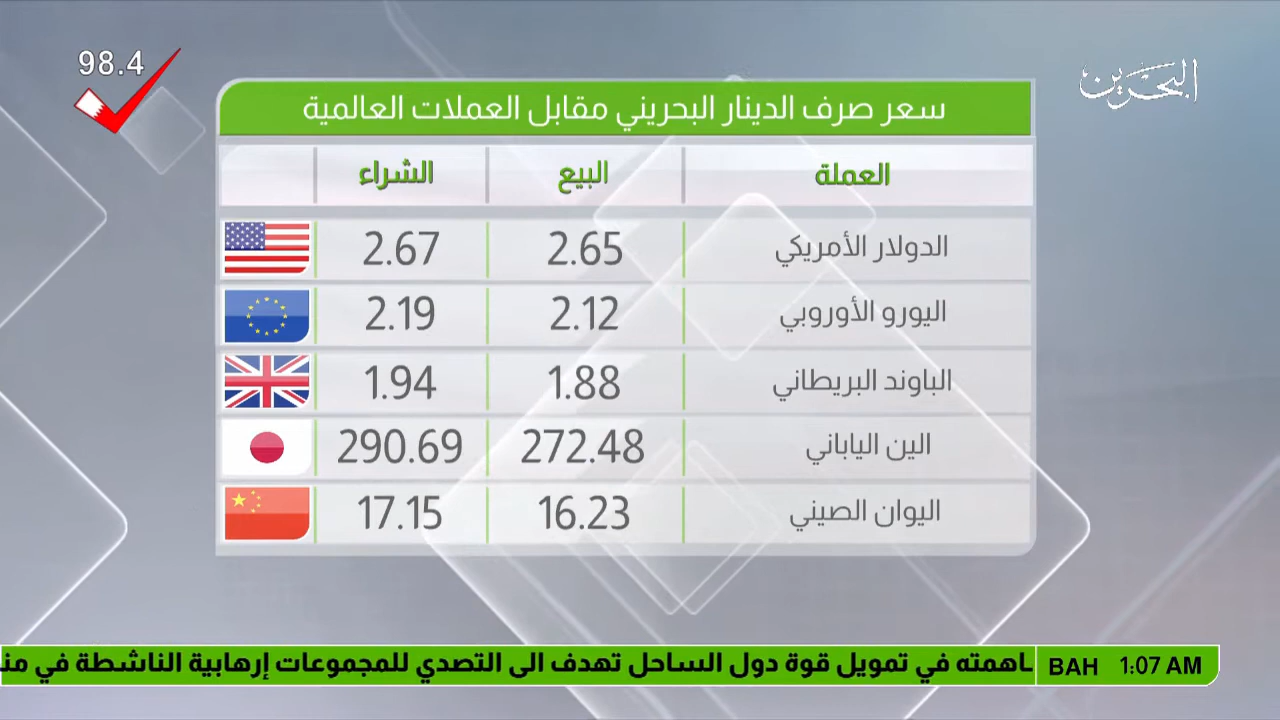 98.4
البحرين
سعر صرف الدينار البحريني مقابل العملات العالمية
العملة البيع الشراء
الدولار الأمريكي 2.65 2.67
اليورو الأوروبي 2.12 2.19
الباوند البريطاني 1.88 1.94
الين الياباني 272.48 290.69
اليوان الصيني 16.23 17.15
BAH 1:07 AM
ـاهمته في تمويل قوة دول الساحل تهدف الى التصدي للمجموعات إرهابية الناشطة في منـ